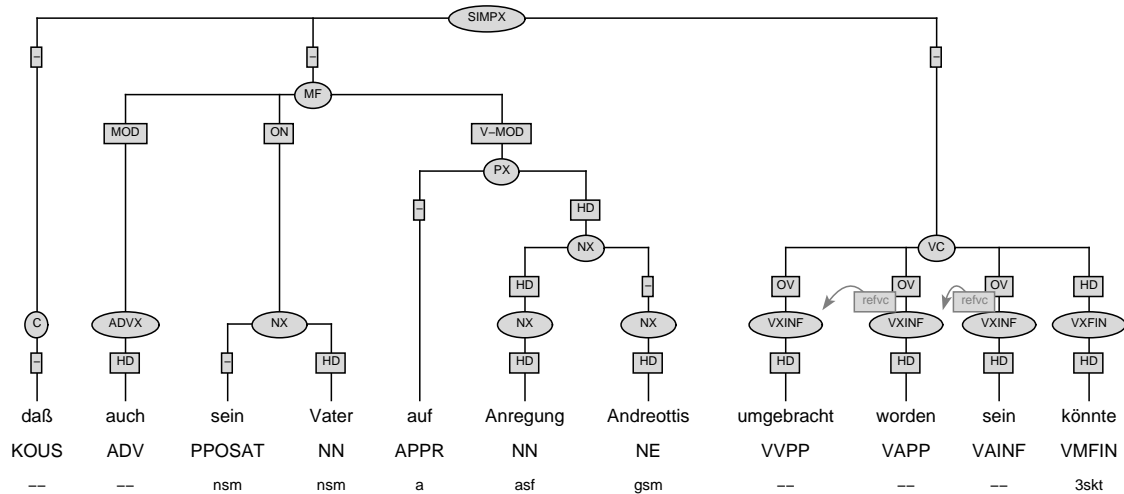 SIMPX
– – –
MF
MOD ON V–MOD
PX
– HD
NX VC
HD – OV OV OV HD
refvc refvc
C ADVX NX NX NX VXINF VXINF VXINF VXFIN
– HD – HD HD HD HD HD HD HD
daß auch sein Vater auf Anregung Andreottis umgebracht worden sein könnte
KOUS ADV PPOSAT NN APPR NN NE VVPP VAPP VAINF VMFIN
–– –– nsm nsm a asf gsm –– –– –– 3skt